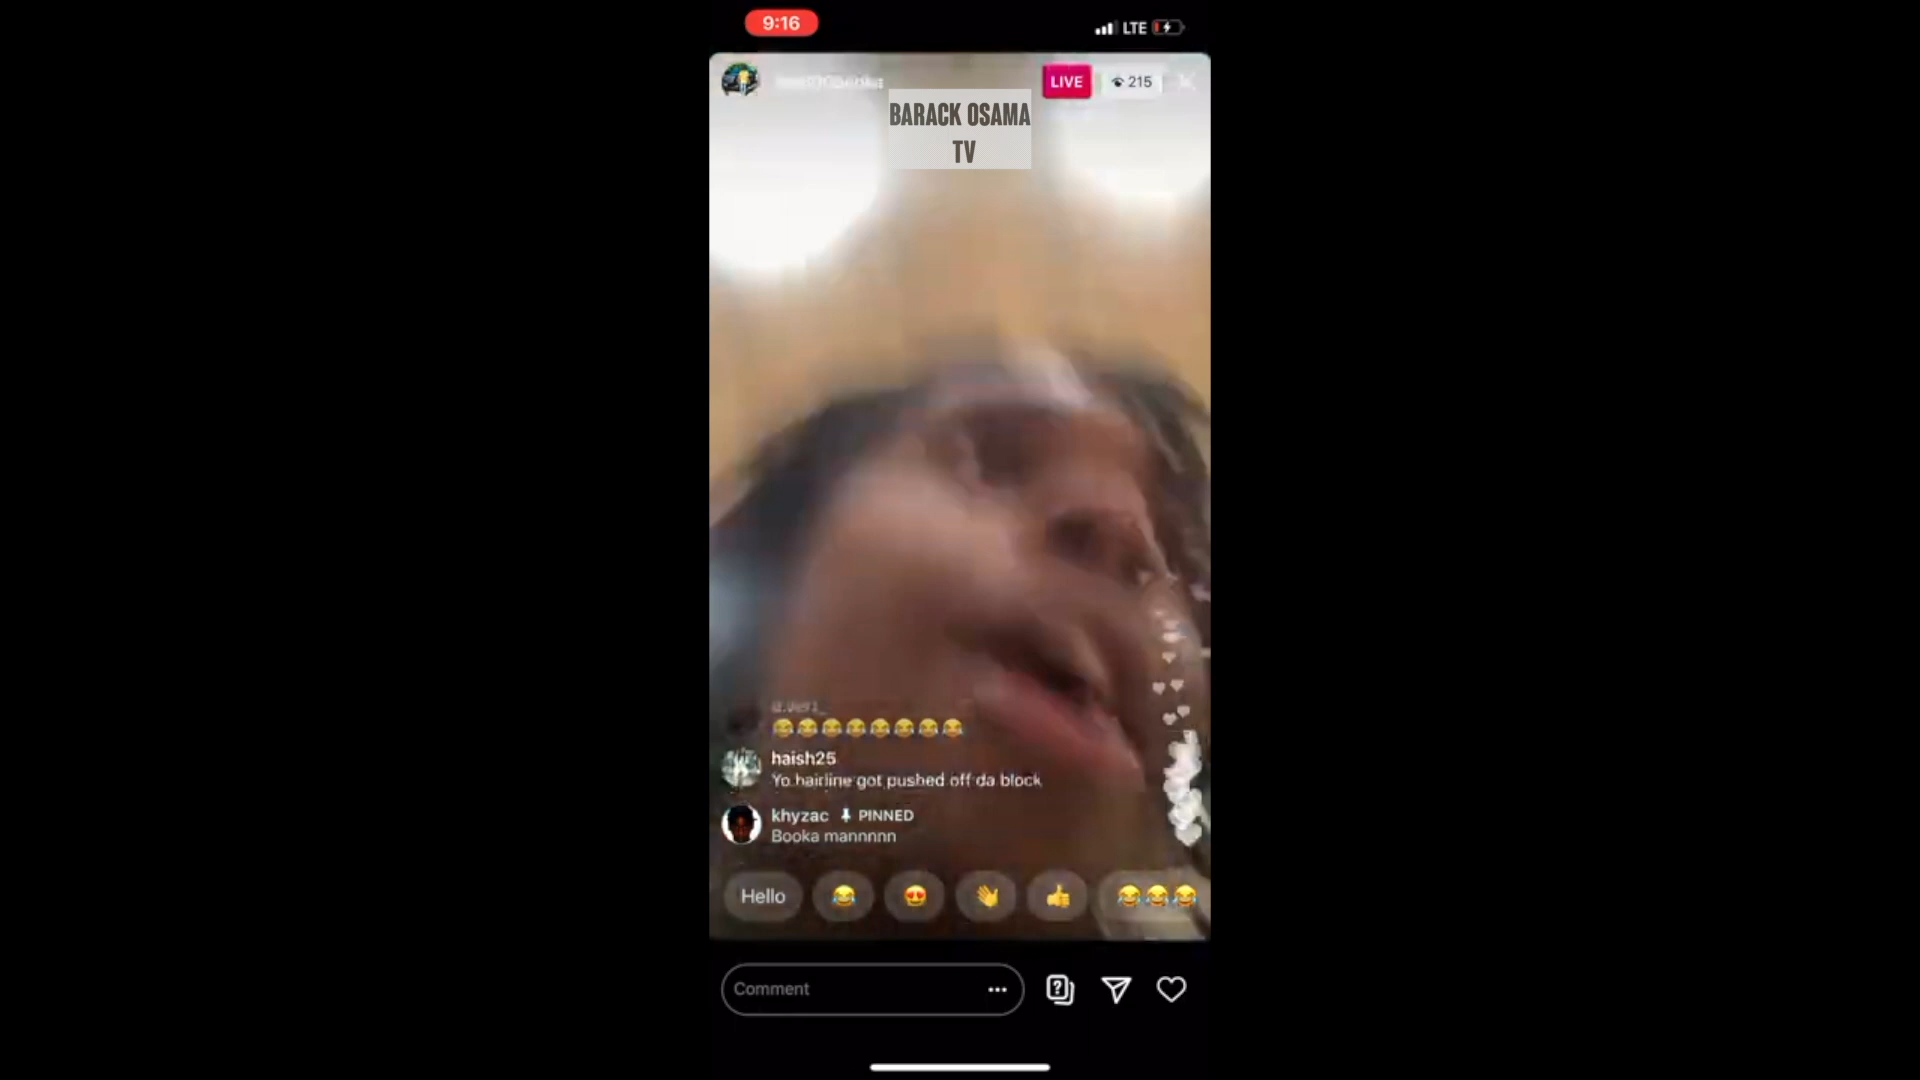 9:16
LTE
LIVE
215
BARACK OSAMA
TV
😂😂😂😂😂😂😂😂
haish25
Yo hairline got pushed off da block
khyzac PINNED
Booka mannnnn
Hello 😂 😍 👋 👍 😂😂😂
Comment